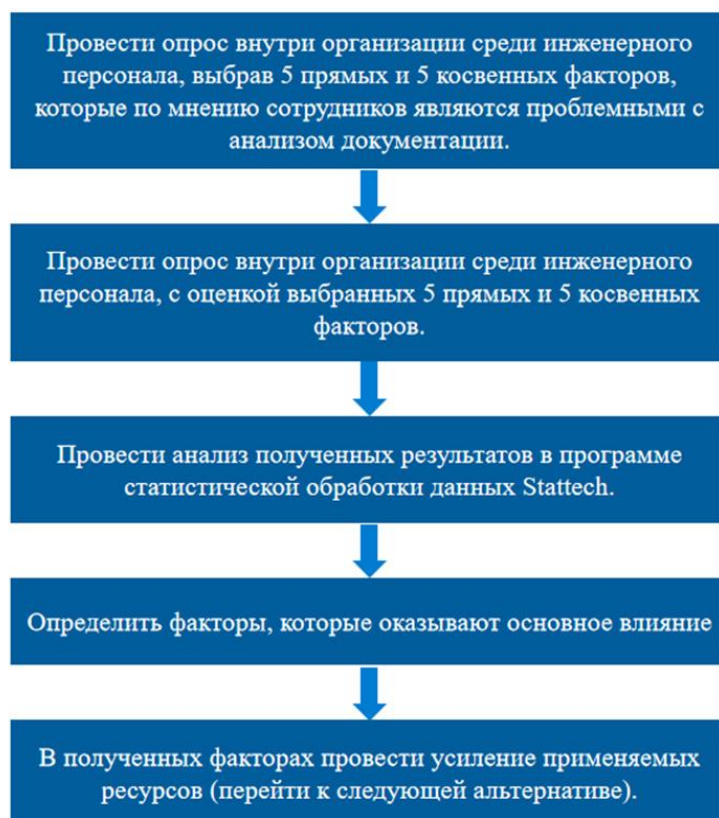 Провести опрос внутри организации среди инженерного
персонала, выбрав 5 прямых и 5 косвенных факторов,
которые по мнению сотрудников являются проблемными с
анализом документации.
Провести опрос внутри организации среди инженерного
персонала, с оценкой выбранных 5 прямых и 5 косвенных
факторов.
Провести анализ полученных результатов в программе
статистической обработки данных Stattech.
Определить факторы, которые оказывают основное влияние
В полученных факторах провести усиление применяемых
ресурсов (перейти к следующей альтернативе).